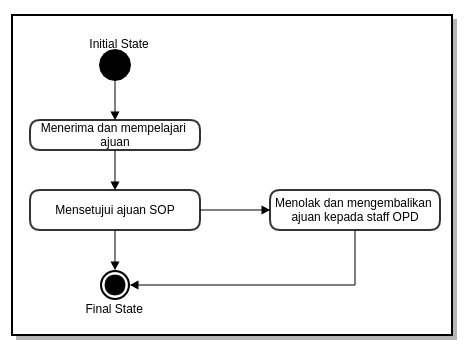 Initial State
Menerima dan mempelajari
ajuan
Mensetujui ajuan SOP
Menolak dan mengembalikan
ajuan kepada staff OPD
Final State